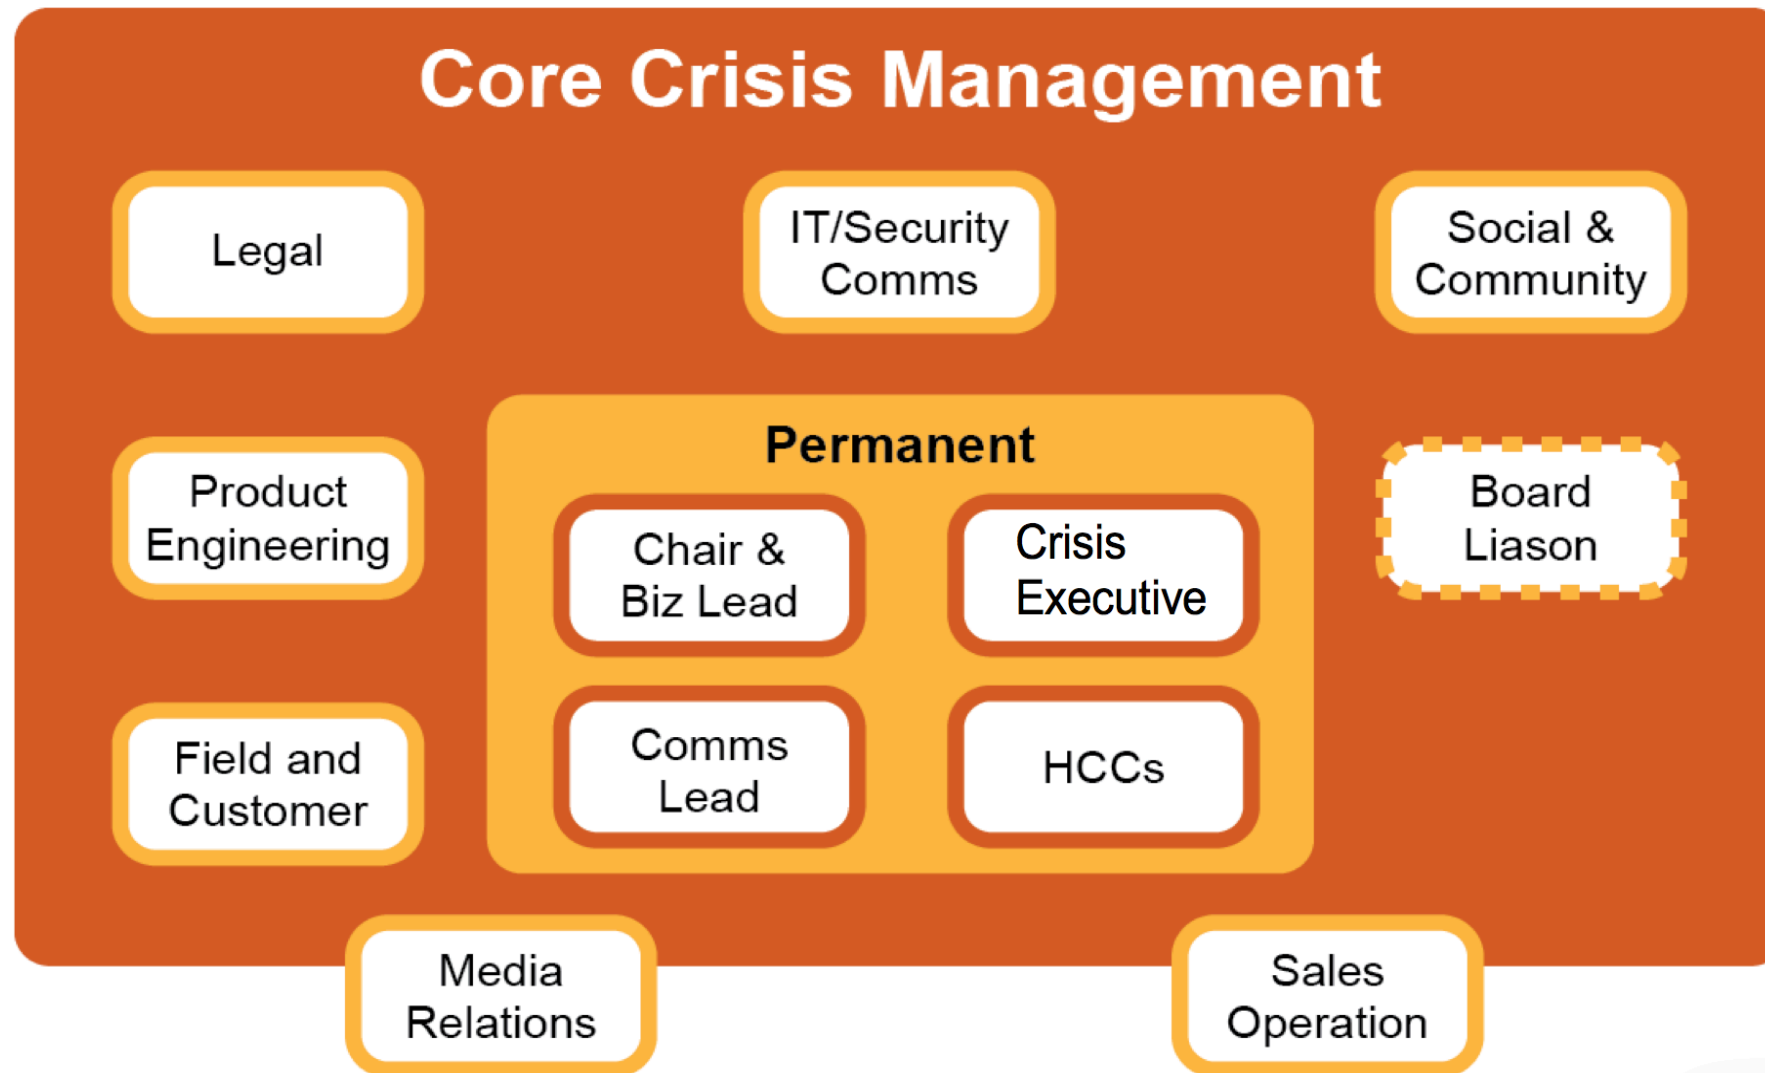 Core Crisis Management
Legal
IT/Security
Comms
Social &
Community
Product
Engineering
Permanent
Chair &
Biz Lead
Crisis
Executive
Board
Liason
Field and
Customer
Comms
Lead
HCCs
Media
Relations
Sales
Operation